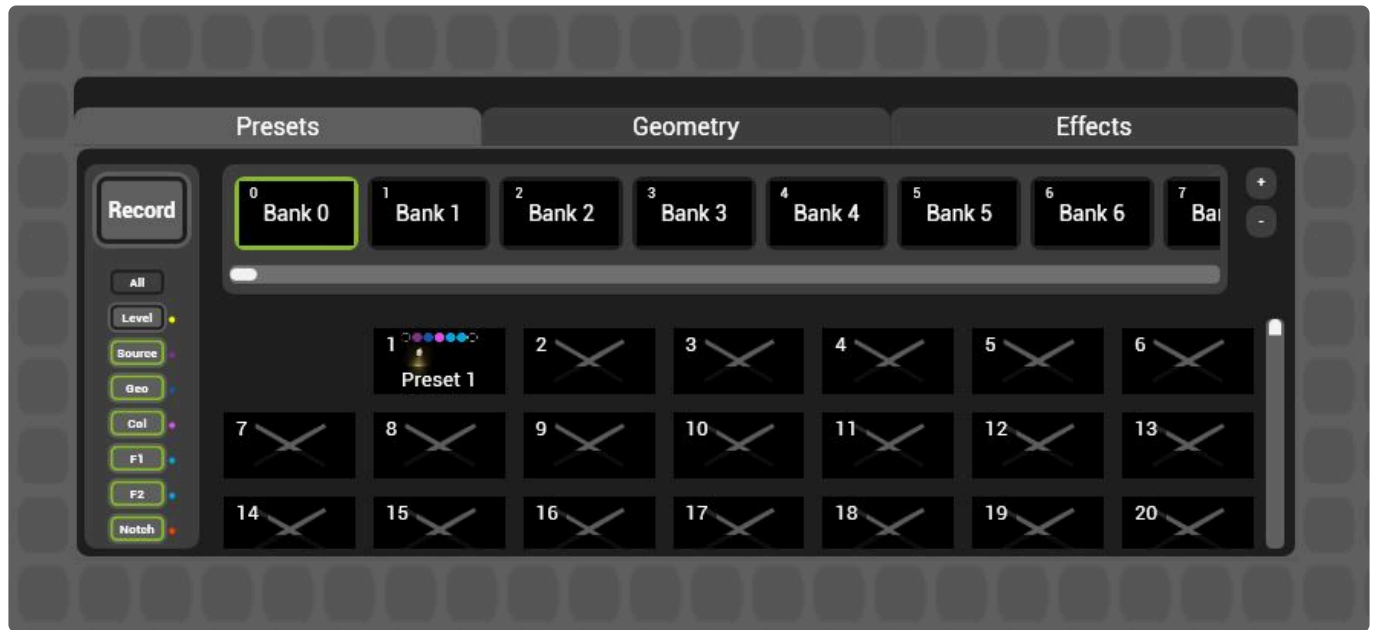 Presets Geometry Effects
Record
0 Bank 0 1 Bank 1 2 Bank 2 3 Bank 3 4 Bank 4 5 Bank 5 6 Bank 6 7 Ba
+
-
All
Level
Source
Geo
Col
F1
F2
Notch
1 Preset 1 2 3 4 5 6
7 8 9 10 11 12 13
14 15 16 17 18 19 20